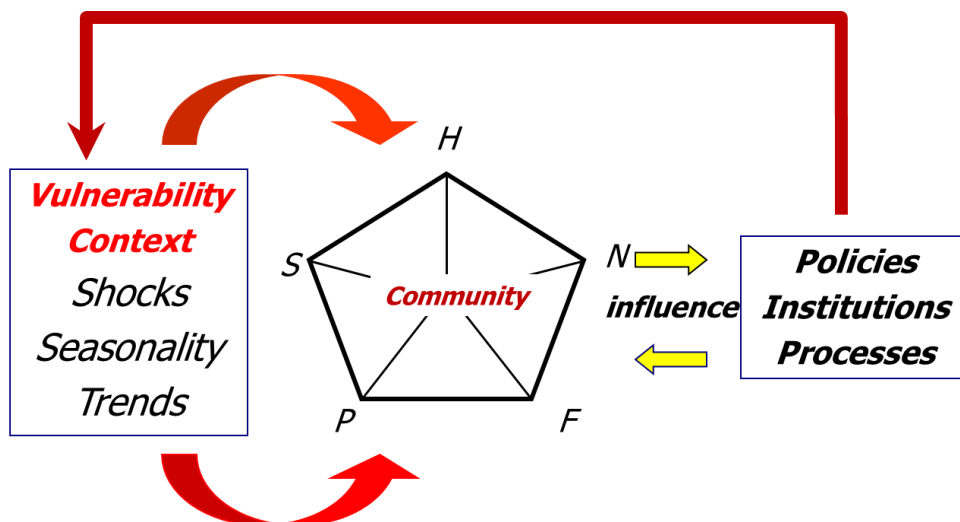 H
Vulnerability
Context
Shocks
Seasonality
Trends
S
Community
N
influence
P
F
Policies
Institutions
Processes